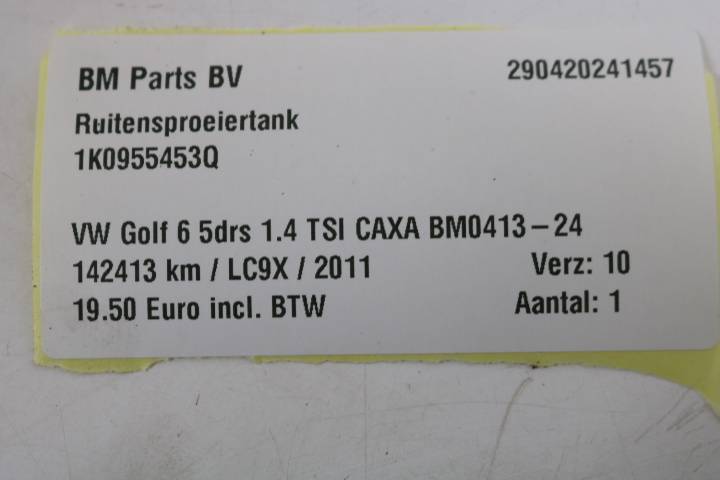 BM Parts BV 290420241457
Ruitensproeiertank
1K0955453Q
VW Golf 6 5drs 1.4 TSI CAXA BM0413-24
142413 km / LC9X / 2011 Verz: 10
19.50 Euro incl. BTW Aantal: 1